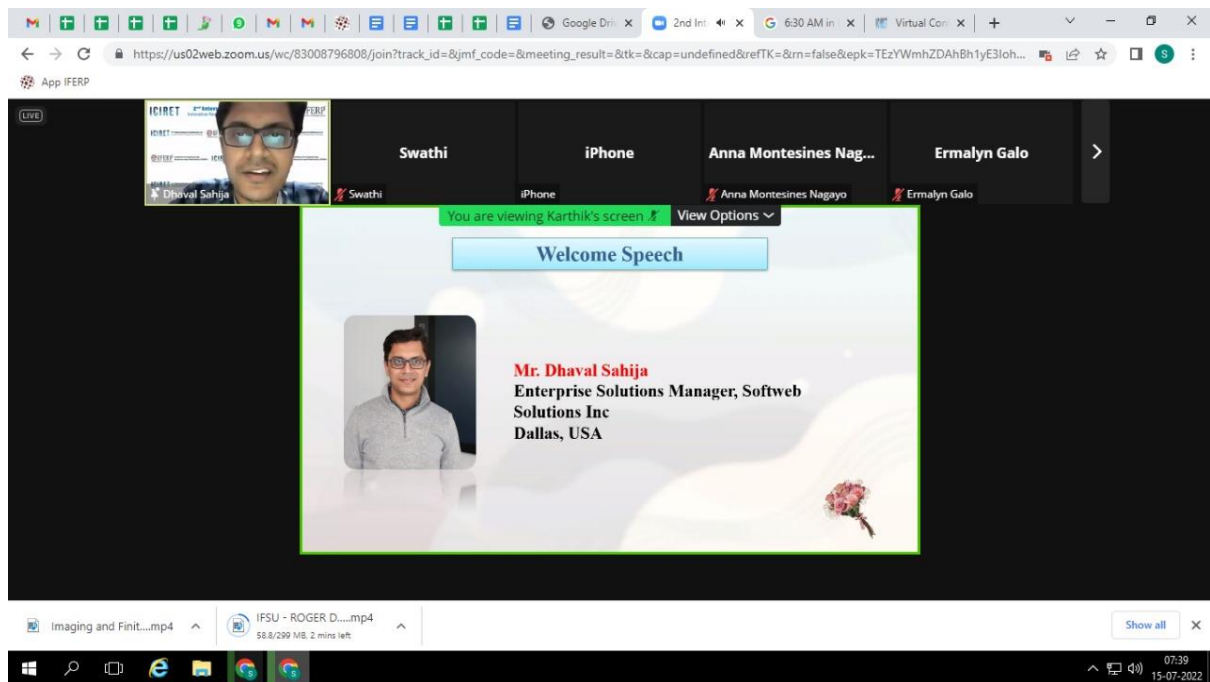 Google Dri
2nd Int
6:30 AM in
Virtual Con
https://us02web.zoom.us/wc/83008796808/join?track_id=&jmf_code=&meeting_result=&tk=&cap=undefined&refTK=&rn=false&epk=TEzYWmhZDAhBh1yE3Ioh...
S
App IFERP
LIVE
ICIRET
IFERP
Dhaval Sahija
Swathi
Swathi
iPhone
iPhone
Anna Montesines Nag...
Anna Montesines Nagayo
Ermalyn Galo
Ermalyn Galo
You are viewing Karthik's screen
View Options
Welcome Speech
Mr. Dhaval Sahija
Enterprise Solutions Manager, Softweb
Solutions Inc
Dallas, USA
Imaging and Finit....mp4
IFSU - ROGER D.....mp4
58.8/299 MB, 2 mins left
Show all
07:39
15-07-2022